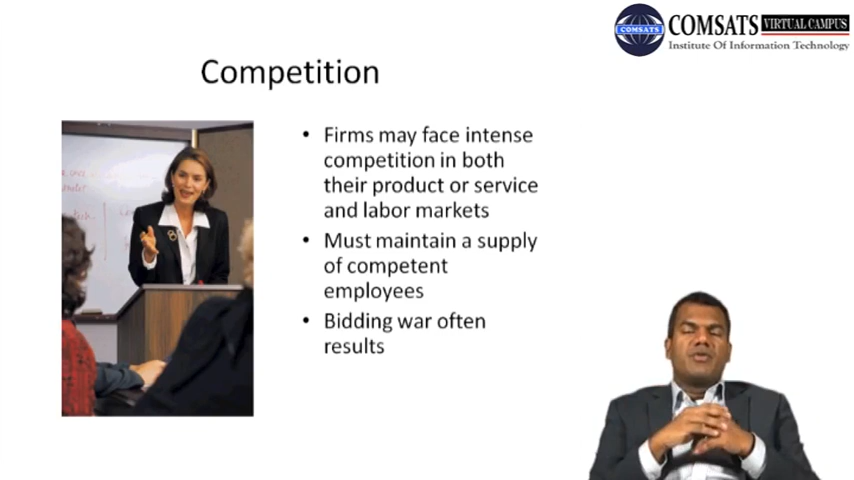 COMSATS
COMSATS VIRTUAL CAMPUS
Institute Of Information Technology
Competition
• Firms may face intense
competition in both
their product or service
and labor markets
• Must maintain a supply
of competent
employees
• Bidding war often
results